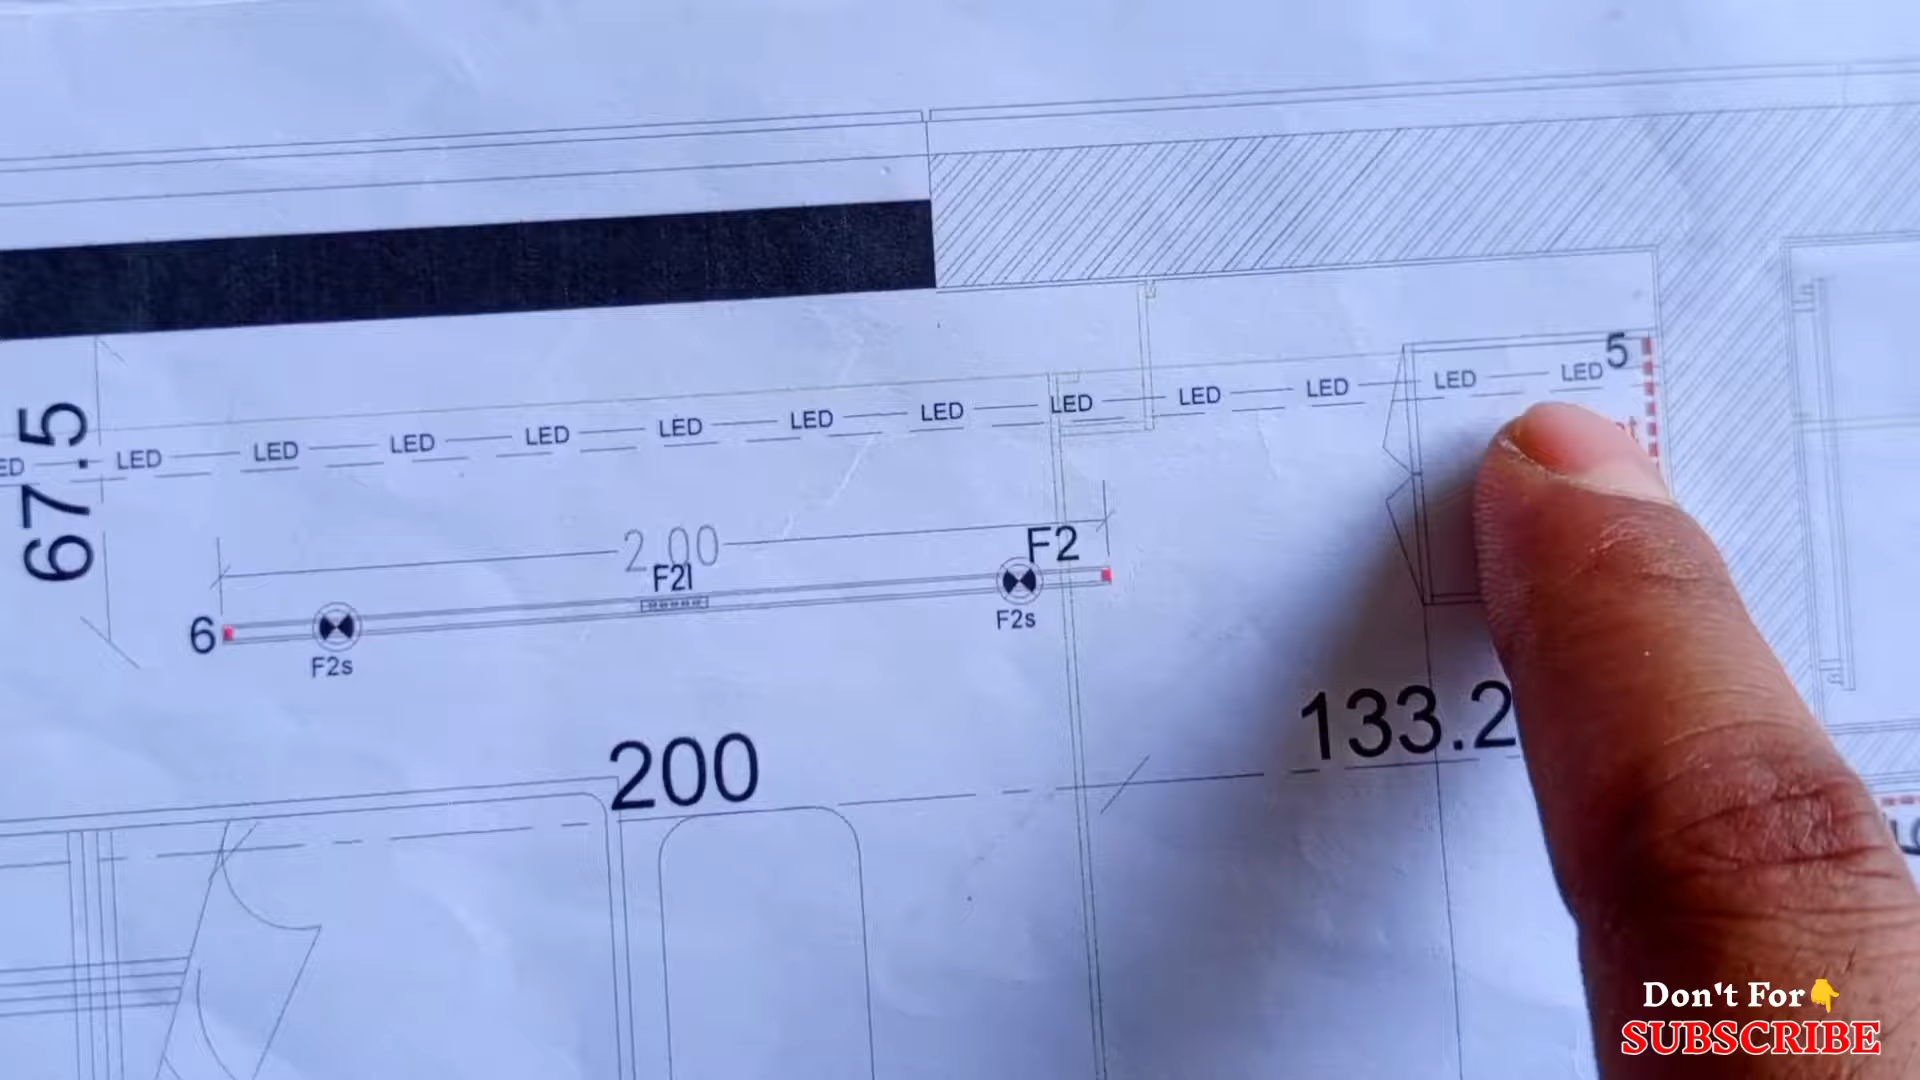 67.5
ED LED LED LED LED LED LED LED LED LED LED LED LED 5
2.00
F2l
F2
6
F2s
F2s
200
133.2
Don't For👇
SUBSCRIBE